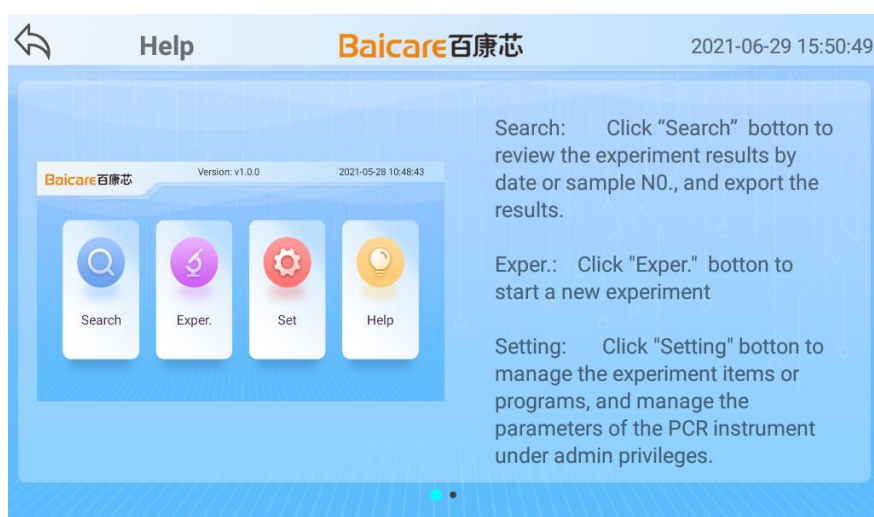 Help
Baicare百康芯
2021-06-29 15:50:49
Baicare百康芯
Version: v1.0.0
2021-05-28 10:48:43
Search
Exper.
Set
Help
Search: Click “Search” botton to
review the experiment results by
date or sample N0., and export the
results.
Exper.: Click "Exper." botton to
start a new experiment
Setting: Click "Setting" botton to
manage the experiment items or
programs, and manage the
parameters of the PCR instrument
under admin privileges.